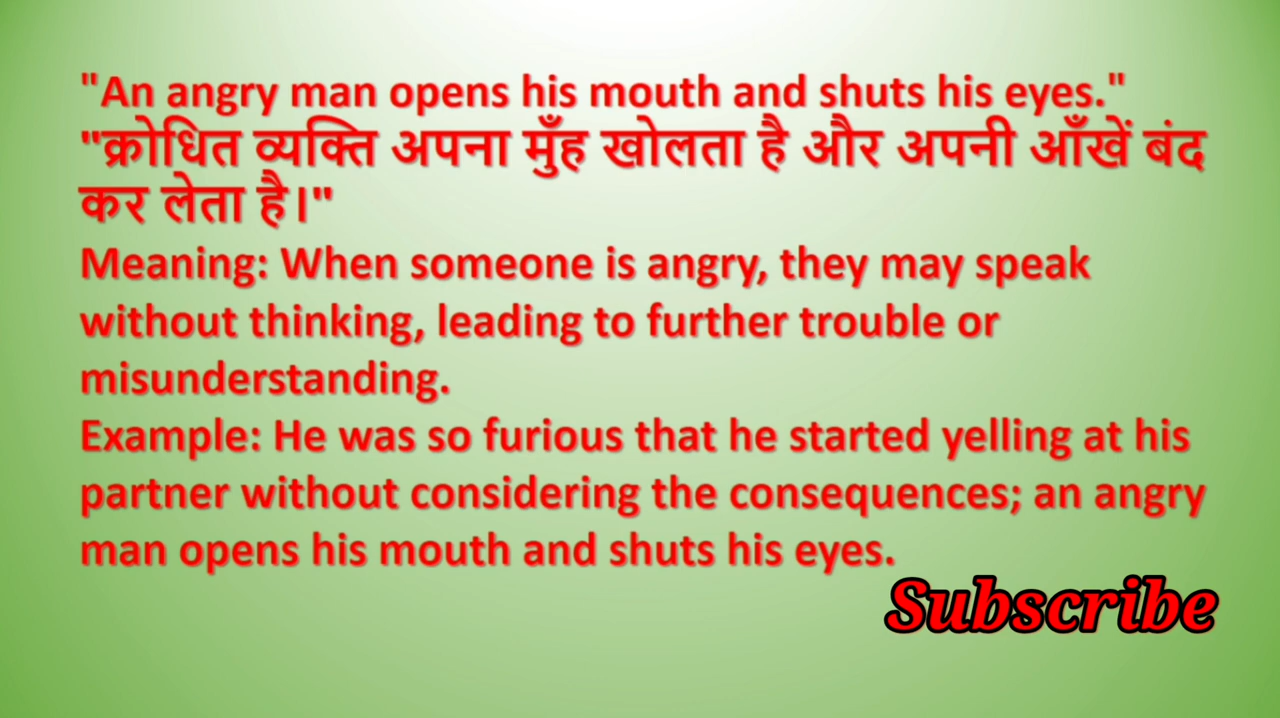 "An angry man opens his mouth and shuts his eyes."
"क्रोधित व्यक्ति अपना मुँह खोलता है और अपनी आँखें बंद
कर लेता है।"
Meaning: When someone is angry, they may speak
without thinking, leading to further trouble or
misunderstanding.
Example: He was so furious that he started yelling at his
partner without considering the consequences; an angry
man opens his mouth and shuts his eyes.
Subscribe